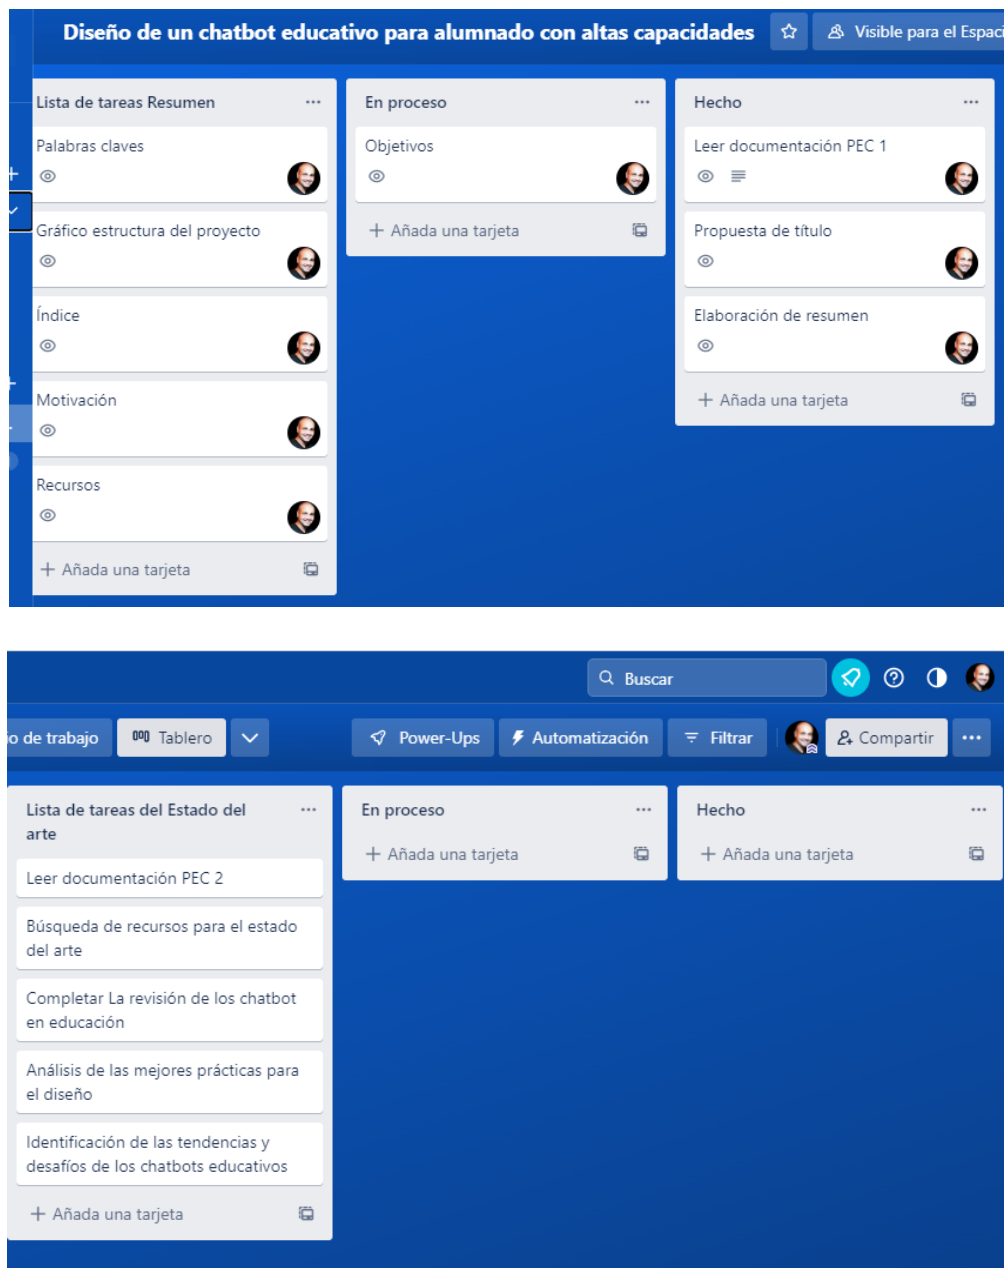 Diseño de un chatbot educativo para alumnado con altas capacidades
Visible para el Espaci
Lista de tareas Resumen
Palabras claves
Gráfico estructura del proyecto
Índice
Motivación
Recursos
Añada una tarjeta
En proceso
Objetivos
Añada una tarjeta
Hecho
Leer documentación PEC 1
Propuesta de título
Elaboración de resumen
Añada una tarjeta
Buscar
io de trabajo
Tablero
Power-Ups
Automatización
Filtrar
Compartir
Lista de tareas del Estado del
arte
Leer documentación PEC 2
Búsqueda de recursos para el estado
del arte
Completar La revisión de los chatbot
en educación
Análisis de las mejores prácticas para
el diseño
Identificación de las tendencias y
desafíos de los chatbots educativos
Añada una tarjeta
En proceso
Añada una tarjeta
Hecho
Añada una tarjeta